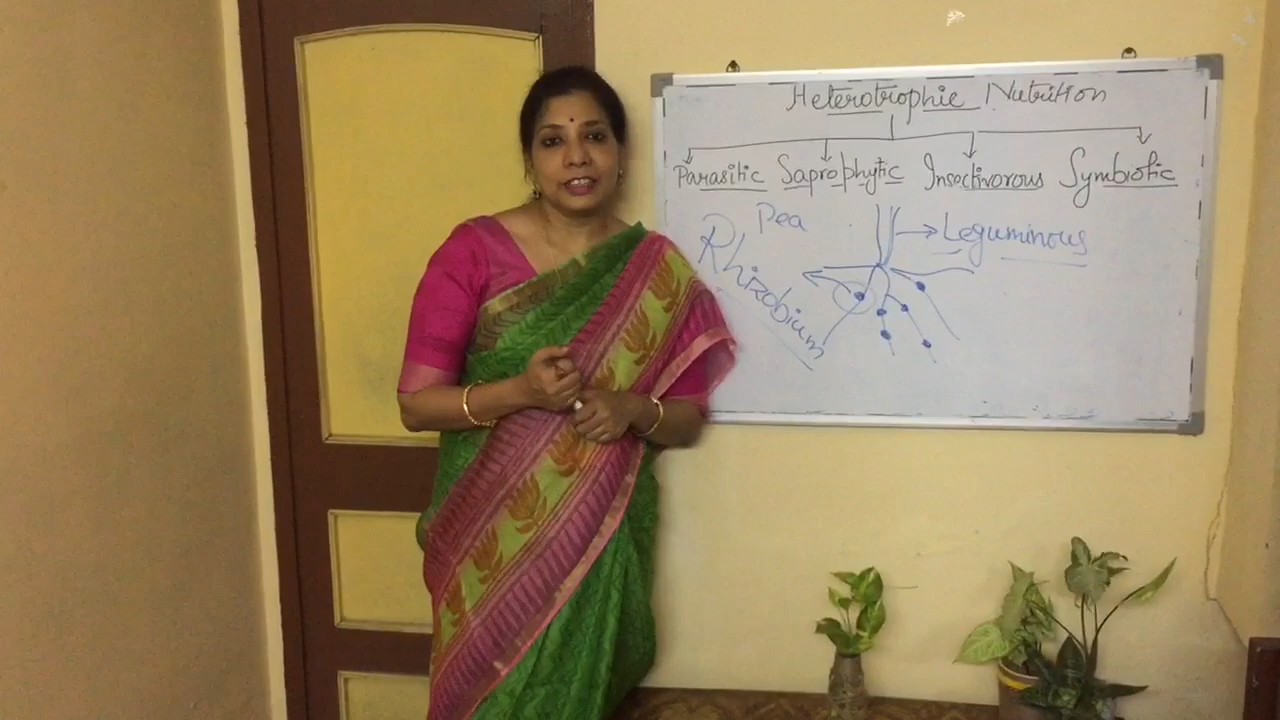 Heterotrophic Nutrition
Parasitic Saprophytic Insectivorous Symbiotic
Pea
Leguminous
Rhizobium